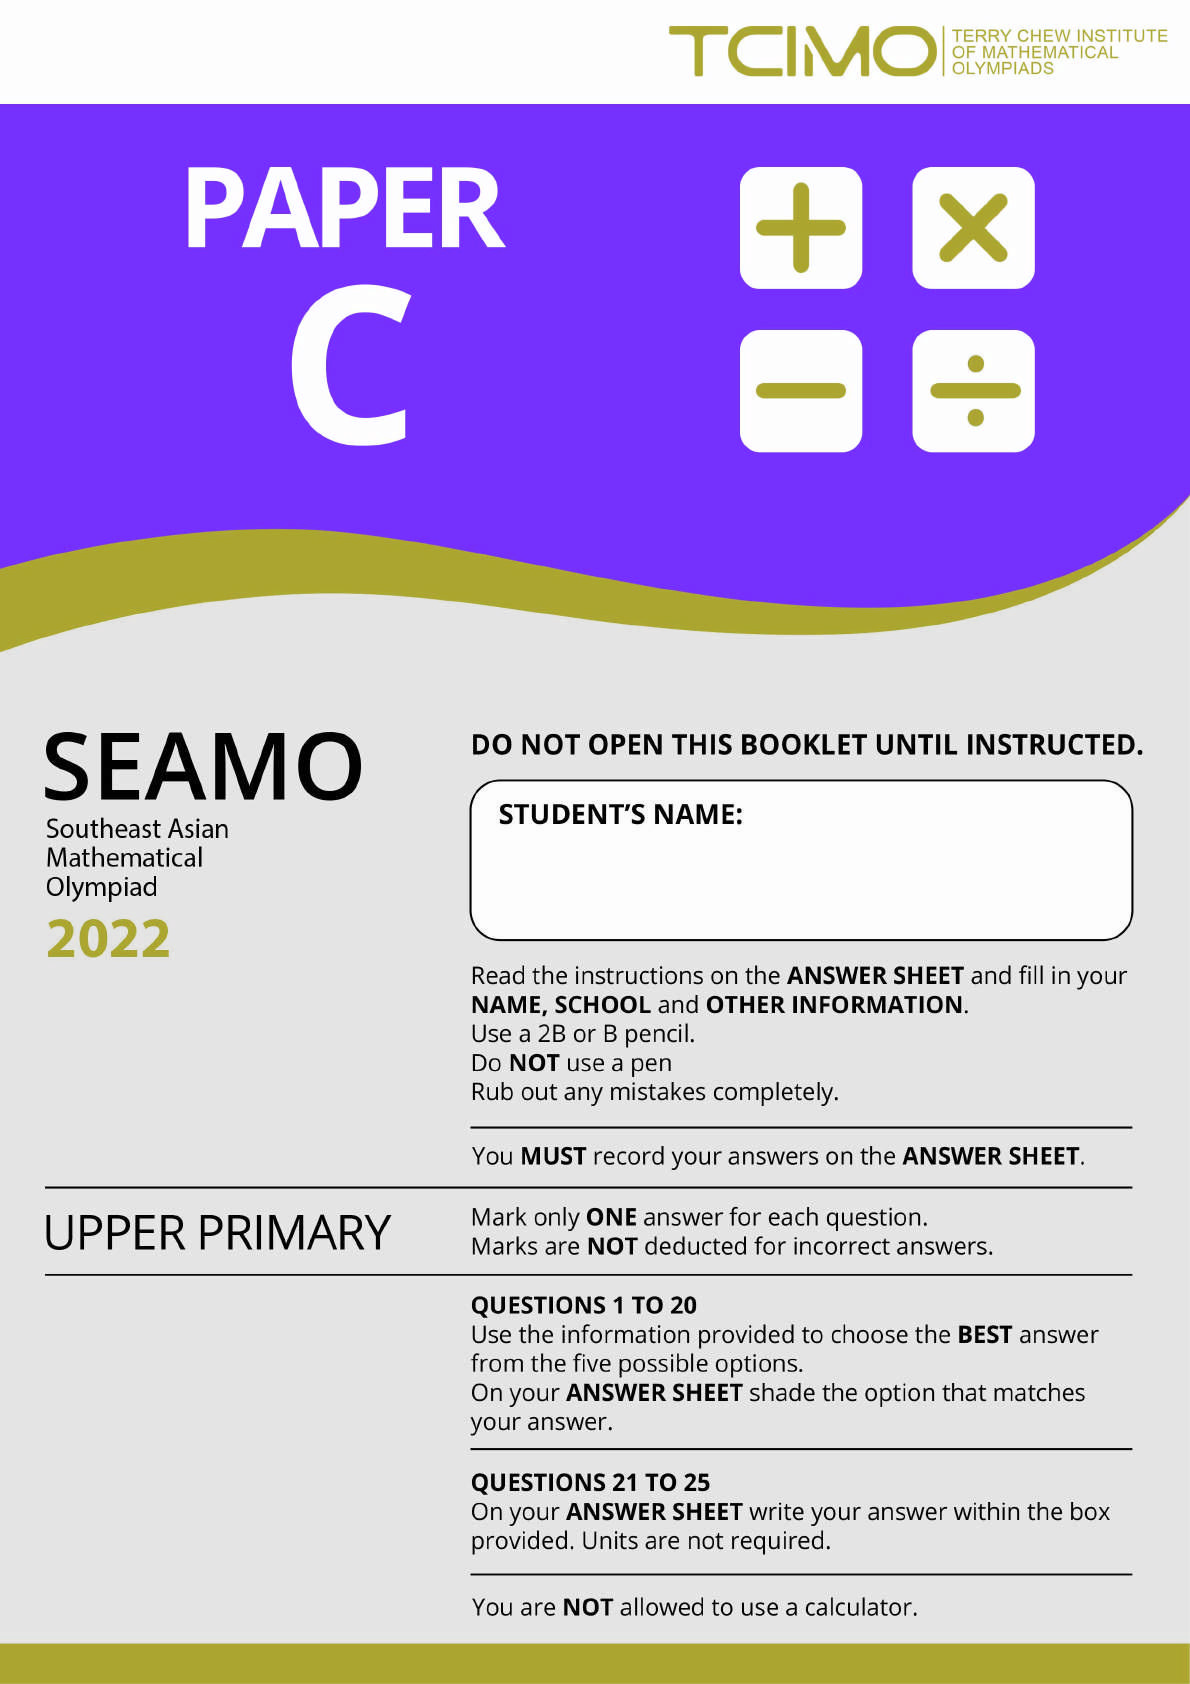 TCIMO
TERRY CHEW INSTITUTE
OF MATHEMATICAL
OLYMPIADS
PAPER
C
SEAMO
Southeast Asian
Mathematical
Olympiad
2022
DO NOT OPEN THIS BOOKLET UNTIL INSTRUCTED.
STUDENT’S NAME:
Read the instructions on the ANSWER SHEET and fill in your
NAME, SCHOOL and OTHER INFORMATION.
Use a 2B or B pencil.
Do NOT use a pen
Rub out any mistakes completely.
You MUST record your answers on the ANSWER SHEET.
UPPER PRIMARY
Mark only ONE answer for each question.
Marks are NOT deducted for incorrect answers.
QUESTIONS 1 TO 20
Use the information provided to choose the BEST answer
from the five possible options.
On your ANSWER SHEET shade the option that matches
your answer.
QUESTIONS 21 TO 25
On your ANSWER SHEET write your answer within the box
provided. Units are not required.
You are NOT allowed to use a calculator.